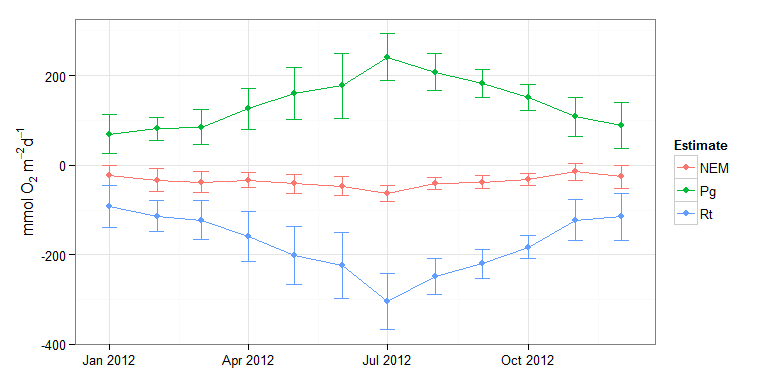 200
0
-200
-400
mmol O₂ m⁻²d⁻¹
Jan 2012
Apr 2012
Jul 2012
Oct 2012
Estimate
NEM
Pg
Rt